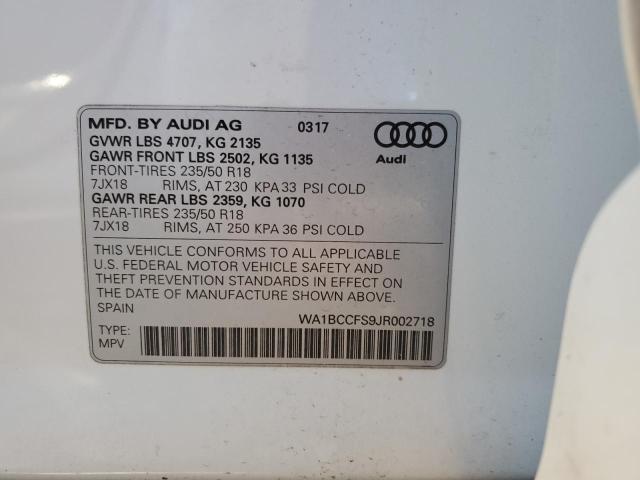 MFD. BY AUDI AG 0317
GVWR LBS 4707, KG 2135
GAWR FRONT LBS 2502, KG 1135
Audi
FRONT-TIRES 235/50 R18
7JX18 RIMS, AT 230 KPA 33 PSI COLD
GAWR REAR LBS 2359, KG 1070
REAR-TIRES 235/50 R18
7JX18 RIMS, AT 250 KPA 36 PSI COLD
THIS VEHICLE CONFORMS TO ALL APPLICABLE
U.S. FEDERAL MOTOR VEHICLE SAFETY AND
THEFT PREVENTION STANDARDS IN EFFECT ON
THE DATE OF MANUFACTURE SHOWN ABOVE.
SPAIN
WA1BCCFS9JR002718
TYPE:
MPV